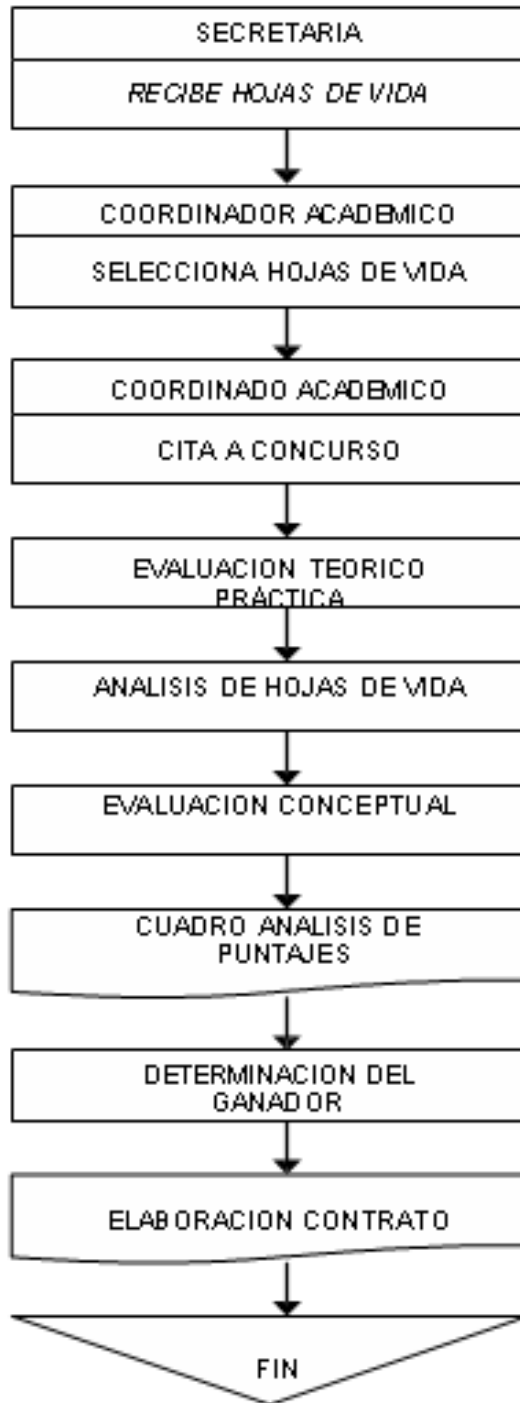 SECRETARIA
RECIBE HOJAS DE VIDA
COORDINADOR ACADEMICO
SELECCIONA HOJAS DE VIDA
COORDINADO ACADEMICO
CITA A CONCURSO
EVALUACION TEORICO
PRÁCTICA
ANALISIS DE HOJAS DE VIDA
EVALUACION CONCEPTUAL
CUADRO ANALISIS DE
PUNTAJES
DETERMINACION DEL
GANADOR
ELABORACION CONTRATO
FIN